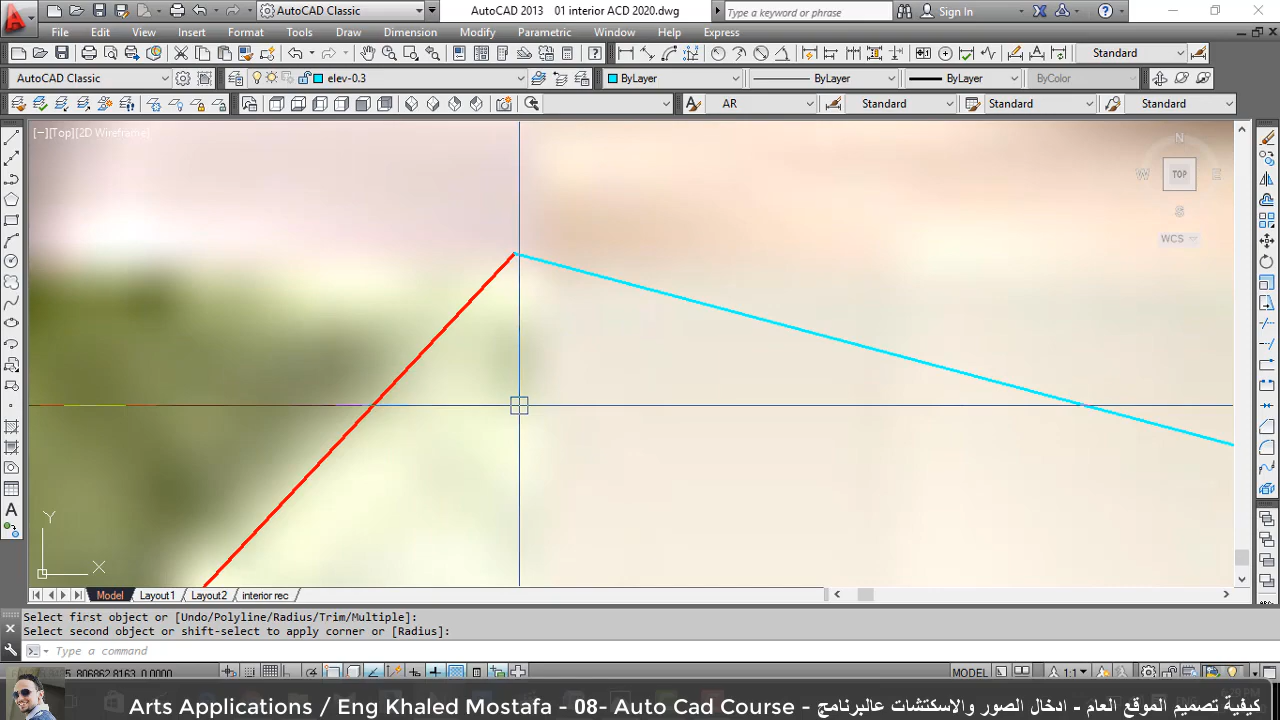 AutoCAD Classic
AutoCAD 2013 01 interior ACD 2020.dwg
Type a keyword or phrase
Sign In
File Edit View Insert Format Tools Draw Dimension Modify Parametric Window Help Express
Standard
AutoCAD Classic
elev-0.3
ByLayer
ByLayer
ByLayer
ByColor
AR
Standard
Standard
Standard
[−][Top][2D Wireframe]
N
W
TOP
E
S
WCS
Y
X
Model Layout1 Layout2 interior rec
Select first object or [Undo/Polyline/Radius/Trim/Multiple]:
Select second object or shift-select to apply corner or [Radius]:
Type a command
MODEL
1:1
Arts Applications / Eng Khaled Mostafa - 08- Auto Cad Course - كيفية تصميم الموقع العام - ادخال الصور والاسكتشات عالبرنامج